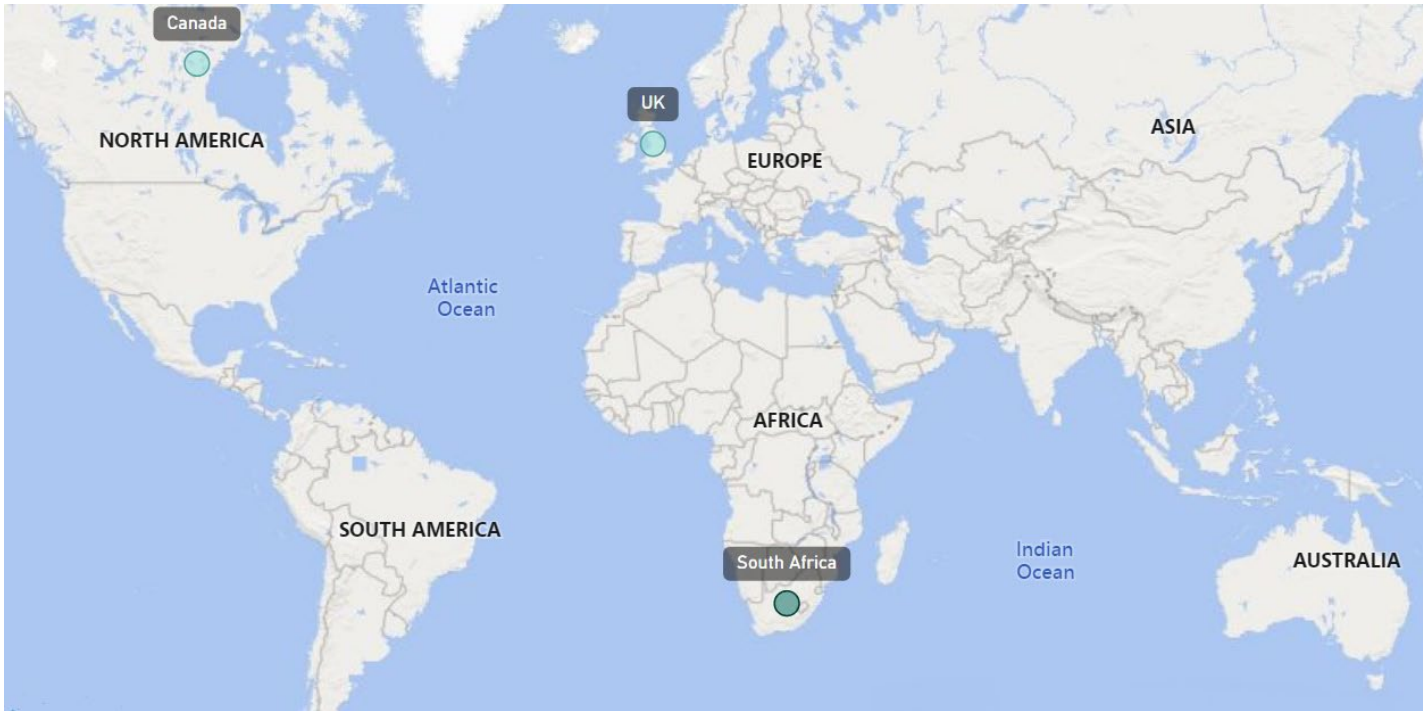 Canada
UK
NORTH AMERICA
ASIA
EUROPE
Atlantic
Ocean
AFRICA
SOUTH AMERICA
South Africa
Indian
Ocean
AUSTRALIA